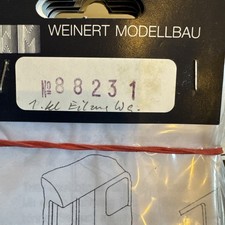 WEINERT MODELLBAU
No 88231
1. kl Eilzug Wg.